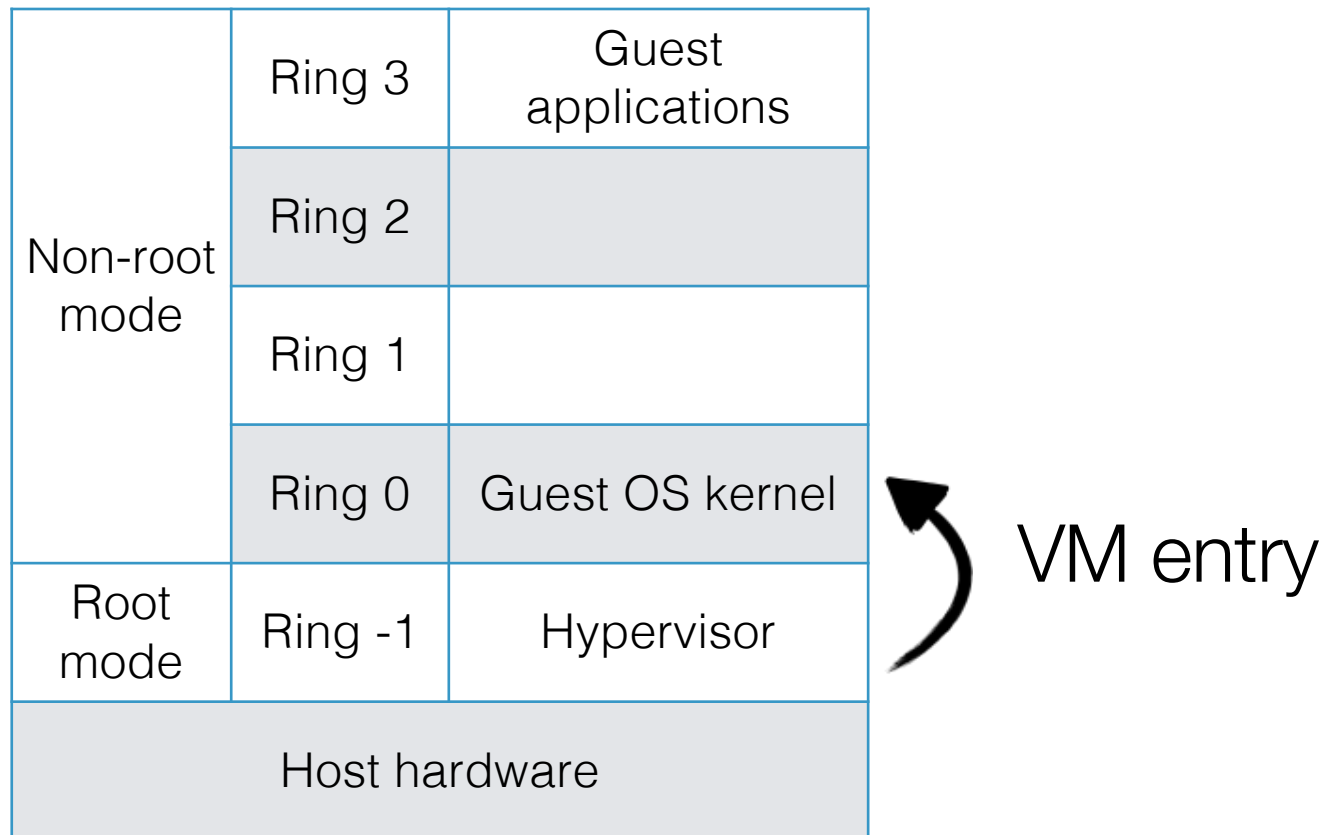 Ring 3
Guest
applications
Ring 2
Non-root
mode
Ring 1
Ring 0
Guest OS kernel
VM entry
Root
mode
Ring -1
Hypervisor
Host hardware